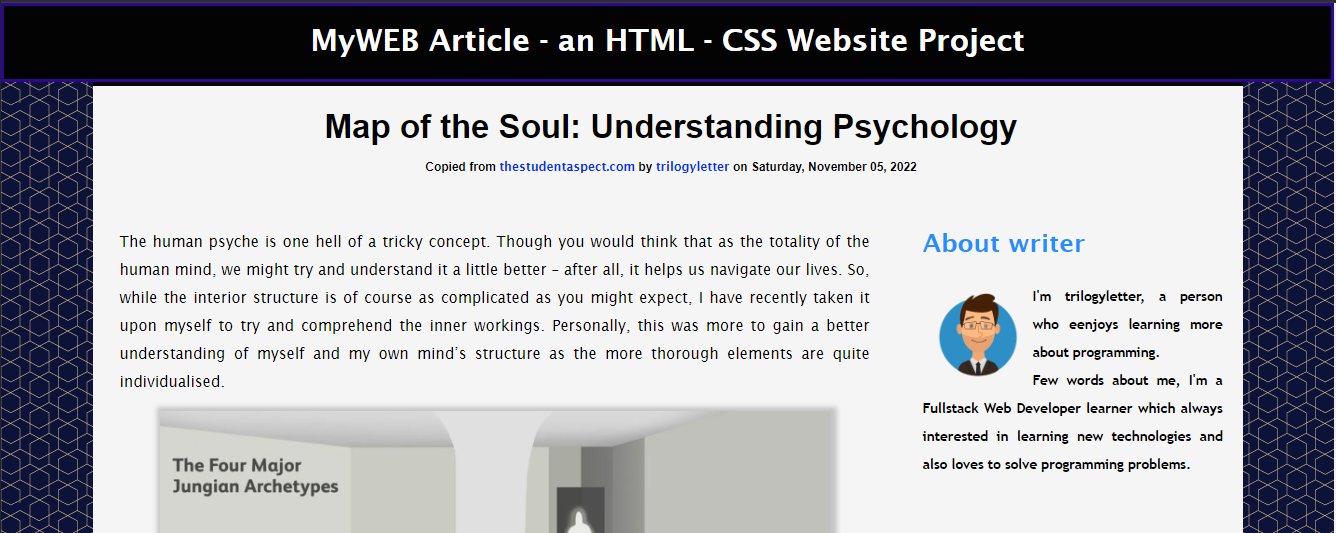 MyWEB Article - an HTML - CSS Website Project
Map of the Soul: Understanding Psychology
Copied from thestudentaspect.com by trilogyletter on Saturday, November 05, 2022
The human psyche is one hell of a tricky concept. Though you would think that as the totality of the
human mind, we might try and understand it a little better – after all, it helps us navigate our lives. So,
while the interior structure is of course as complicated as you might expect, I have recently taken it
upon myself to try and comprehend the inner workings. Personally, this was more to gain a better
understanding of myself and my own mind's structure as the more thorough elements are quite
individualised.
The Four Major
Jungian Archetypes
About writer
I'm trilogyletter, a person
who eenjoys learning more
about programming.
Few words about me, I'm a
Fullstack Web Developer learner which always
interested in learning new technologies and
also loves to solve programming problems.